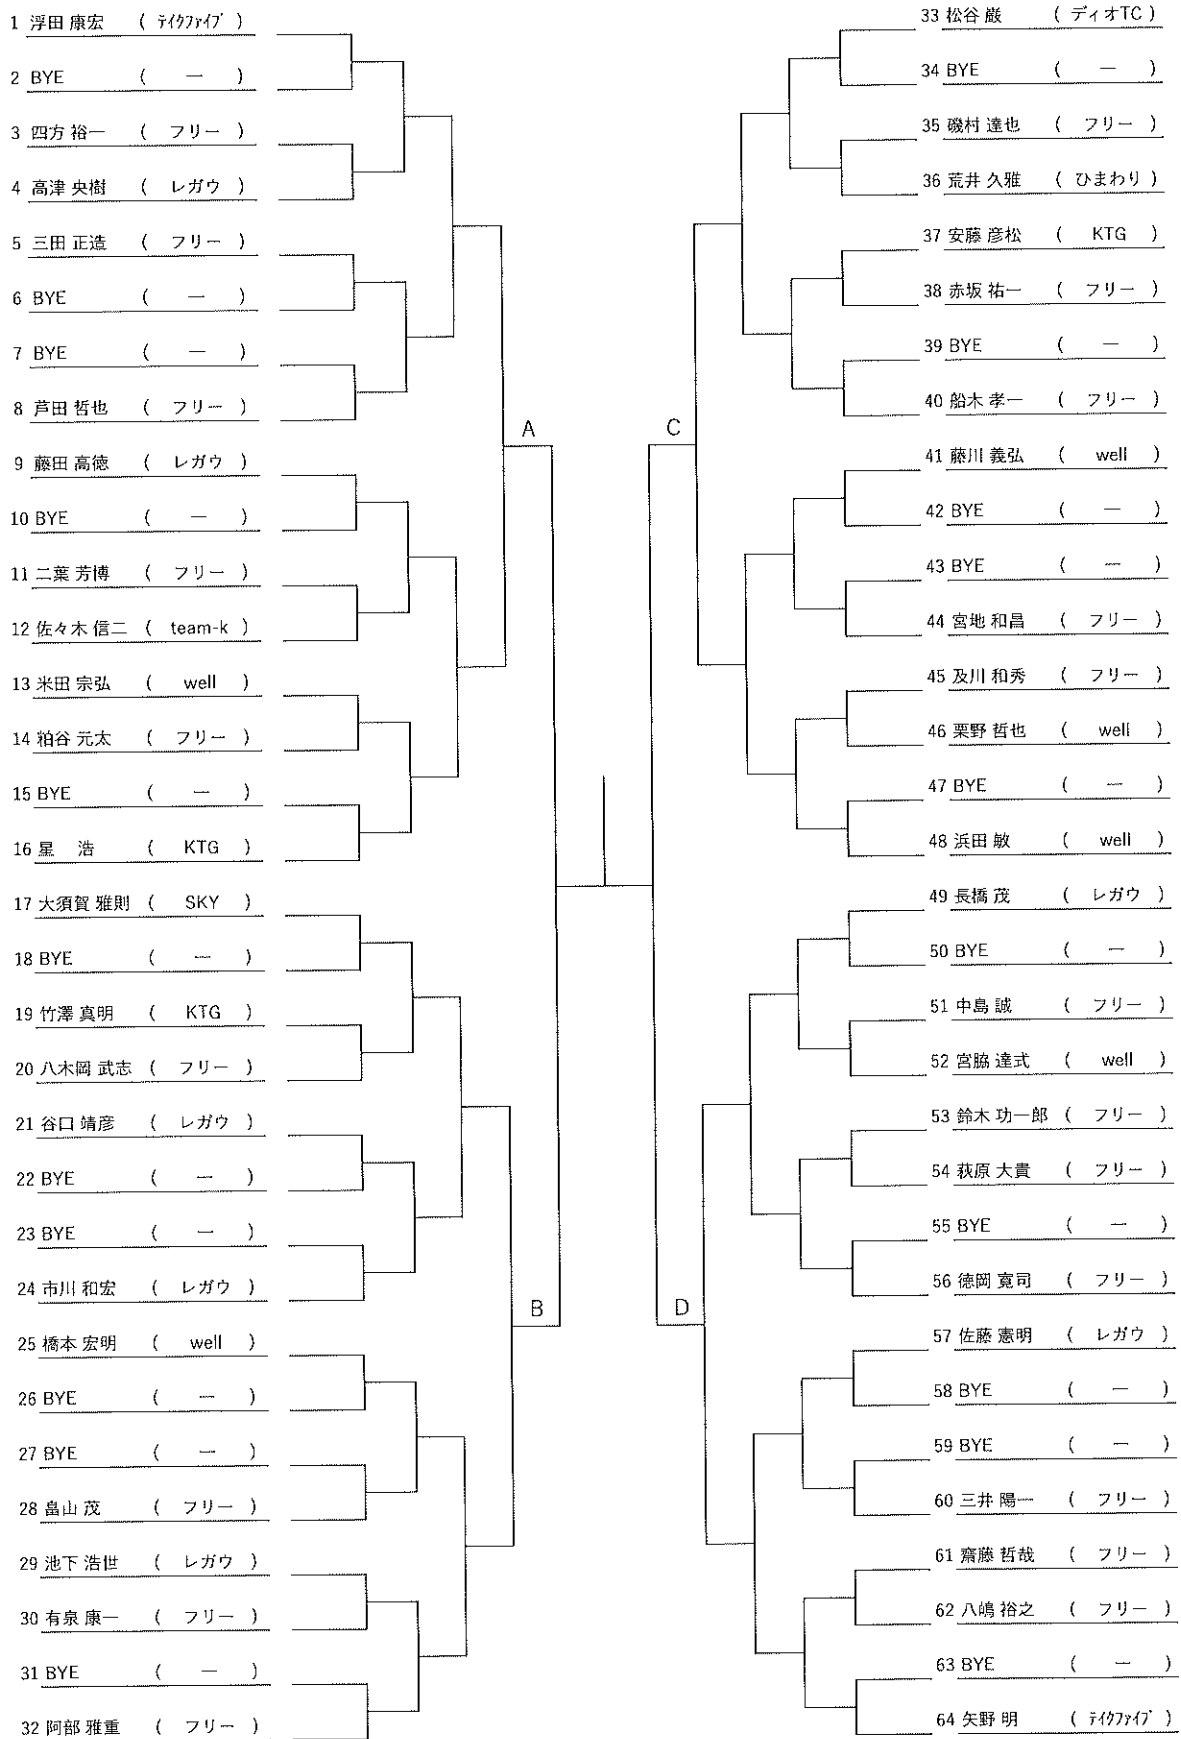 1 浮田 康宏 ( テイクファイブ )
2 BYE ( ー )
3 四方 裕一 ( フリー )
4 高津 央樹 ( レガウ )
5 三田 正造 ( フリー )
6 BYE ( ー )
7 BYE ( ー )
8 芦田 哲也 ( フリー )
9 藤田 高徳 ( レガウ )
10 BYE ( ー )
11 二葉 芳博 ( フリー )
12 佐々木 信二 ( team-k )
13 米田 宗弘 ( well )
14 粕谷 元太 ( フリー )
15 BYE ( ー )
16 星 浩 ( KTG )
17 大須賀 雅則 ( SKY )
18 BYE ( ー )
19 竹澤 真明 ( KTG )
20 八木岡 武志 ( フリー )
21 谷口 靖彦 ( レガウ )
22 BYE ( ー )
23 BYE ( ー )
24 市川 和宏 ( レガウ )
25 橋本 宏明 ( well )
26 BYE ( ー )
27 BYE ( ー )
28 畠山 茂 ( フリー )
29 池下 浩世 ( レガウ )
30 有泉 康一 ( フリー )
31 BYE ( ー )
32 阿部 雅重 ( フリー )
A
B
C
D
33 松谷 巌 ( ディオTC )
34 BYE ( ー )
35 磯村 達也 ( フリー )
36 荒井 久雅 ( ひまわり )
37 安藤 彦松 ( KTG )
38 赤坂 祐一 ( フリー )
39 BYE ( ー )
40 船木 孝一 ( フリー )
41 藤川 義弘 ( well )
42 BYE ( ー )
43 BYE ( ー )
44 宮地 和昌 ( フリー )
45 及川 和秀 ( フリー )
46 栗野 哲也 ( well )
47 BYE ( ー )
48 浜田 敏 ( well )
49 長橋 茂 ( レガウ )
50 BYE ( ー )
51 中島 誠 ( フリー )
52 宮脇 達式 ( well )
53 鈴木 功一郎 ( フリー )
54 萩原 大貴 ( フリー )
55 BYE ( ー )
56 徳岡 寛司 ( フリー )
57 佐藤 憲明 ( レガウ )
58 BYE ( ー )
59 BYE ( ー )
60 三井 陽一 ( フリー )
61 齋藤 哲哉 ( フリー )
62 八嶋 裕之 ( フリー )
63 BYE ( ー )
64 矢野 明 ( テイクファイブ )